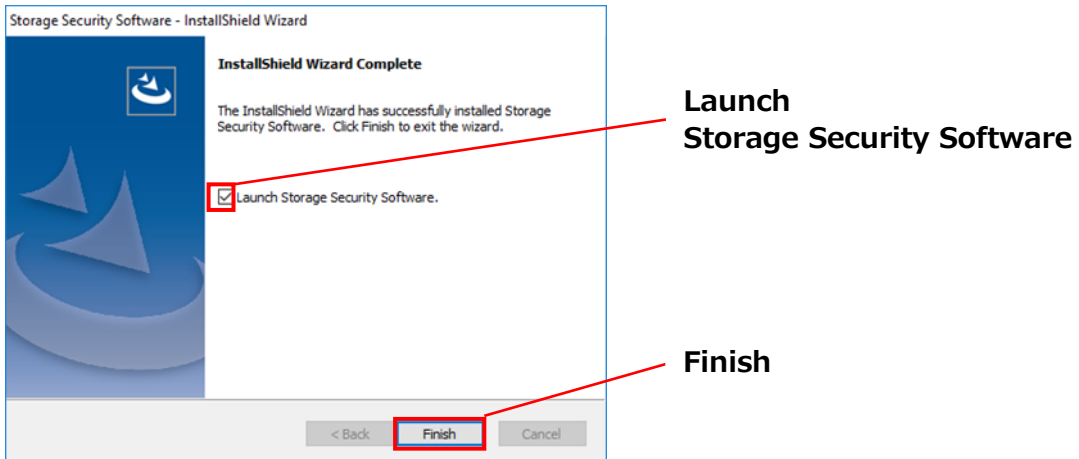 Storage Security Software - InstallShield Wizard
InstallShield Wizard Complete
The InstallShield Wizard has successfully installed Storage
Security Software. Click Finish to exit the wizard.
Launch Storage Security Software.
< Back
Finish
Cancel
Launch
Storage Security Software
Finish